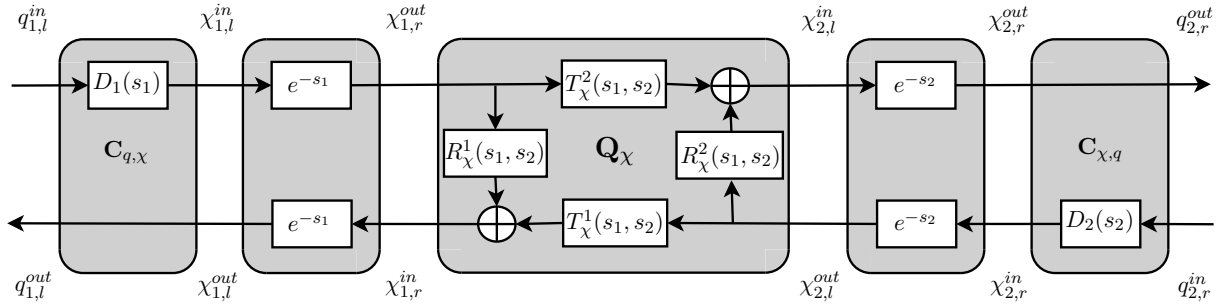 q_{1,l}^{in} χ_{1,l}^{in} χ_{1,r}^{out} χ_{2,l}^{in} χ_{2,r}^{out} q_{2,r}^{out}
D_1(s_1) e^{-s_1} T_χ^2(s_1, s_2) e^{-s_2}
C_{q,χ} R_χ^1(s_1, s_2) Q_χ R_χ^2(s_1, s_2) C_{χ,q}
e^{-s_1} T_χ^1(s_1, s_2) e^{-s_2} D_2(s_2)
q_{1,l}^{out} χ_{1,l}^{out} χ_{1,r}^{in} χ_{2,l}^{out} χ_{2,r}^{in} q_{2,r}^{in}